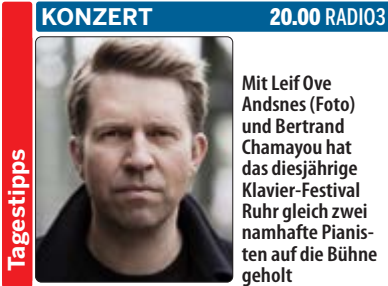 KONZERT 20.00 RADIO3
Tagestipps
Mit Leif Ove
Andsnes (Foto)
und Bertrand
Chamayou hat
das diesjährige
Klavier-Festival
Ruhr gleich zwei
namhafte Pianis-
ten auf die Bühne
geholt